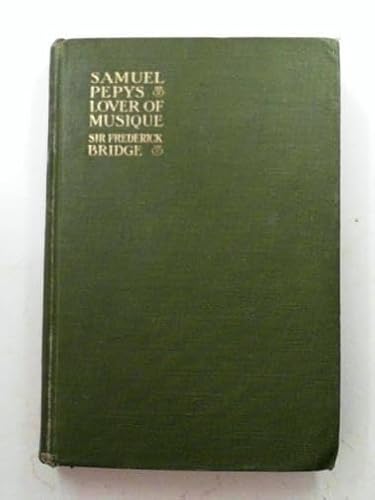 SAMUEL
PEPYS
LOVER OF
MUSIQUE
SIR FREDERICK
BRIDGE